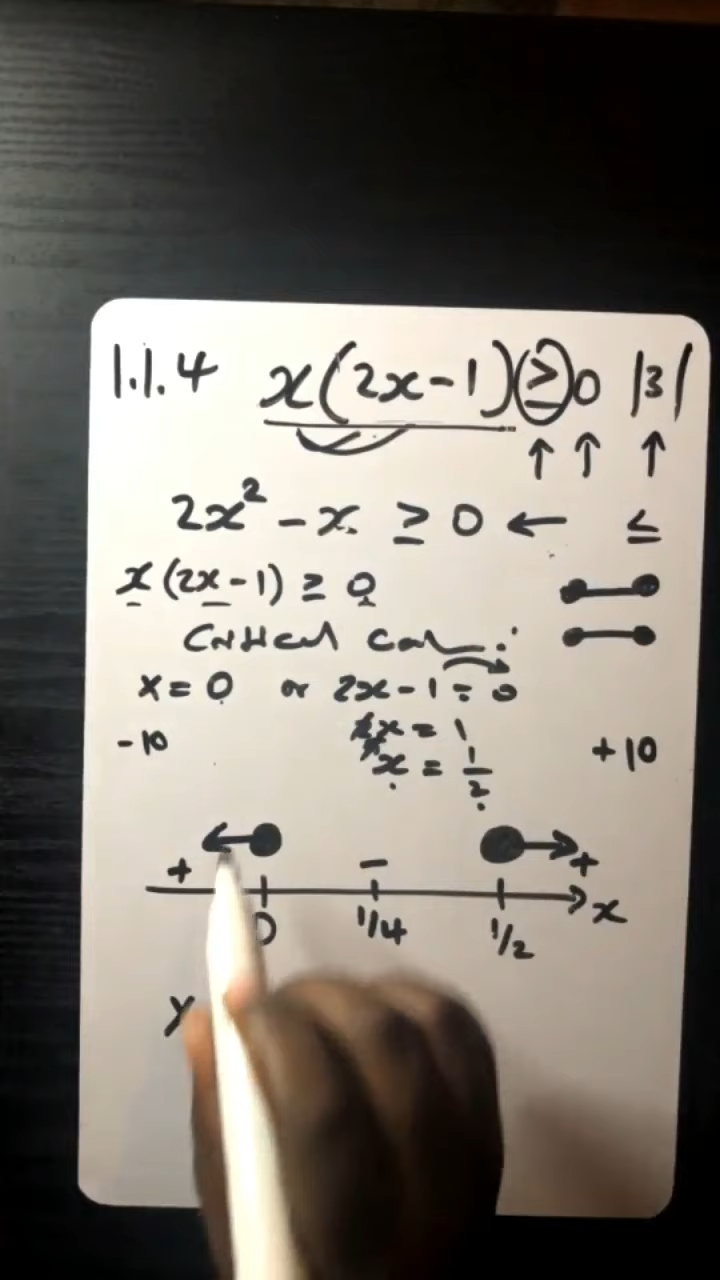 1.1.4 x(2x-1) ≥ 0 |3|
2x² - x ≥ 0 ← ≤
x(2x-1) ≥ 0
Critical
x = 0 or 2x-1 = 0
2x = 1
-10 +10
x = 1/2
+ - +
0 1/4 1/2 x